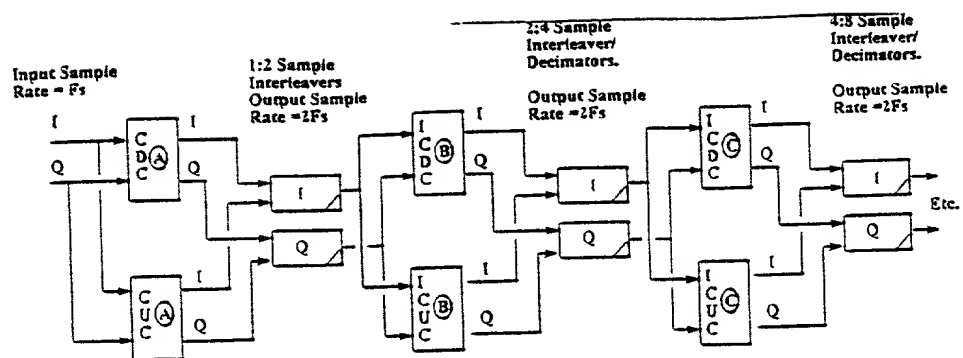 2:4 Sample
Interleaver/
Decimators.
4:8 Sample
Interleaver/
Decimators.
Input Sample
Rate = Fs
1:2 Sample
Interleavers
Output Sample
Rate =2Fs
Output Sample
Rate =2Fs
Output Sample
Rate =2Fs
I
Q
C
D
C
A
I
Q
I
Q
C
U
C
A
I
Q
I
C
D
C
B
I
Q
I
Q
I
C
U
C
B
I
Q
I
C
D
C
C
I
Q
I
Q
Etc.
I
C
U
C
C
I
Q